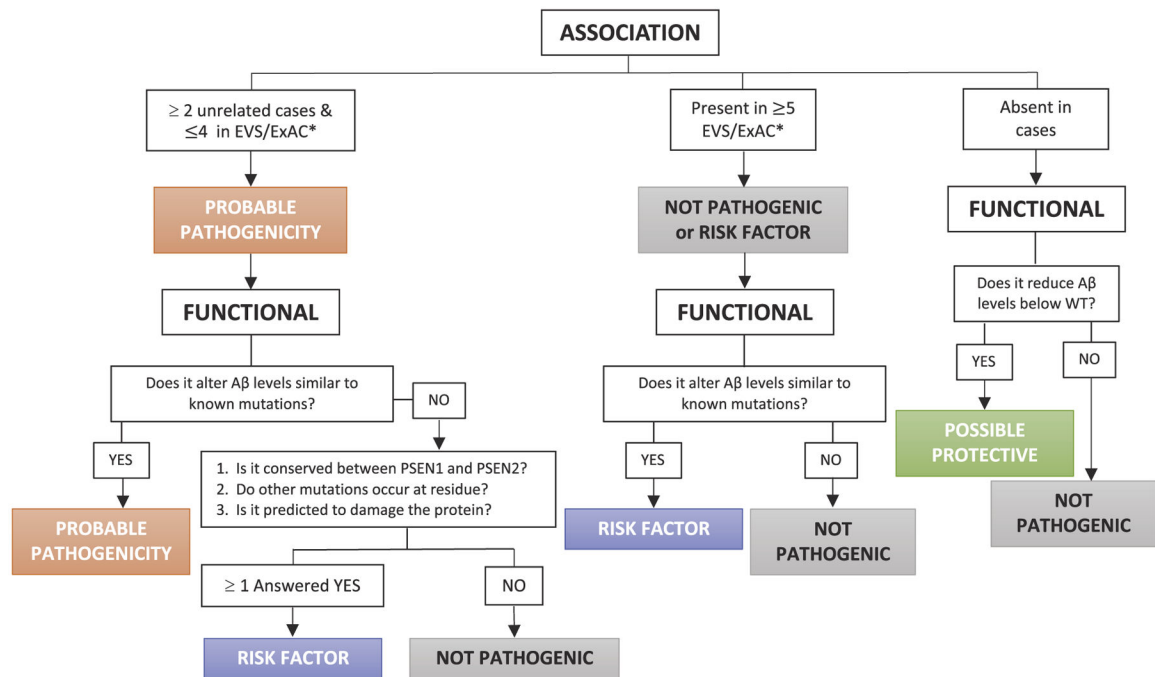 ASSOCIATION
≥ 2 unrelated cases &
≤4 in EVS/ExAC*
PROBABLE
PATHOGENICITY
FUNCTIONAL
Does it alter Aβ levels similar to
known mutations?
YES
PROBABLE
PATHOGENICITY
NO
1. Is it conserved between PSEN1 and PSEN2?
2. Do other mutations occur at residue?
3. Is it predicted to damage the protein?
≥ 1 Answered YES
RISK FACTOR
NO
NOT PATHOGENIC
Present in ≥5
EVS/ExAC*
NOT PATHOGENIC
or RISK FACTOR
FUNCTIONAL
Does it alter Aβ levels similar to
known mutations?
YES
RISK FACTOR
NO
NOT
PATHOGENIC
Absent in
cases
FUNCTIONAL
Does it reduce Aβ
levels below WT?
YES
POSSIBLE
PROTECTIVE
NO
NOT
PATHOGENIC